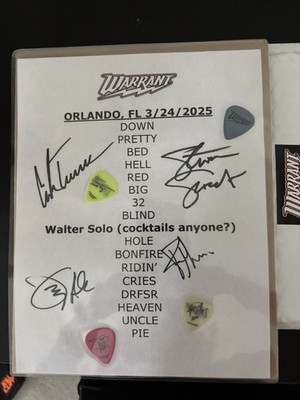 WARRANT
ORLANDO, FL 3/24/2025
DOWN
PRETTY
BED
HELL
RED
BIG
32
BLIND
Walter Solo (cocktails anyone?)
HOLE
BONFIRE
RIDIN'
CRIES
DRFSR
HEAVEN
UNCLE
PIE
WARRANT